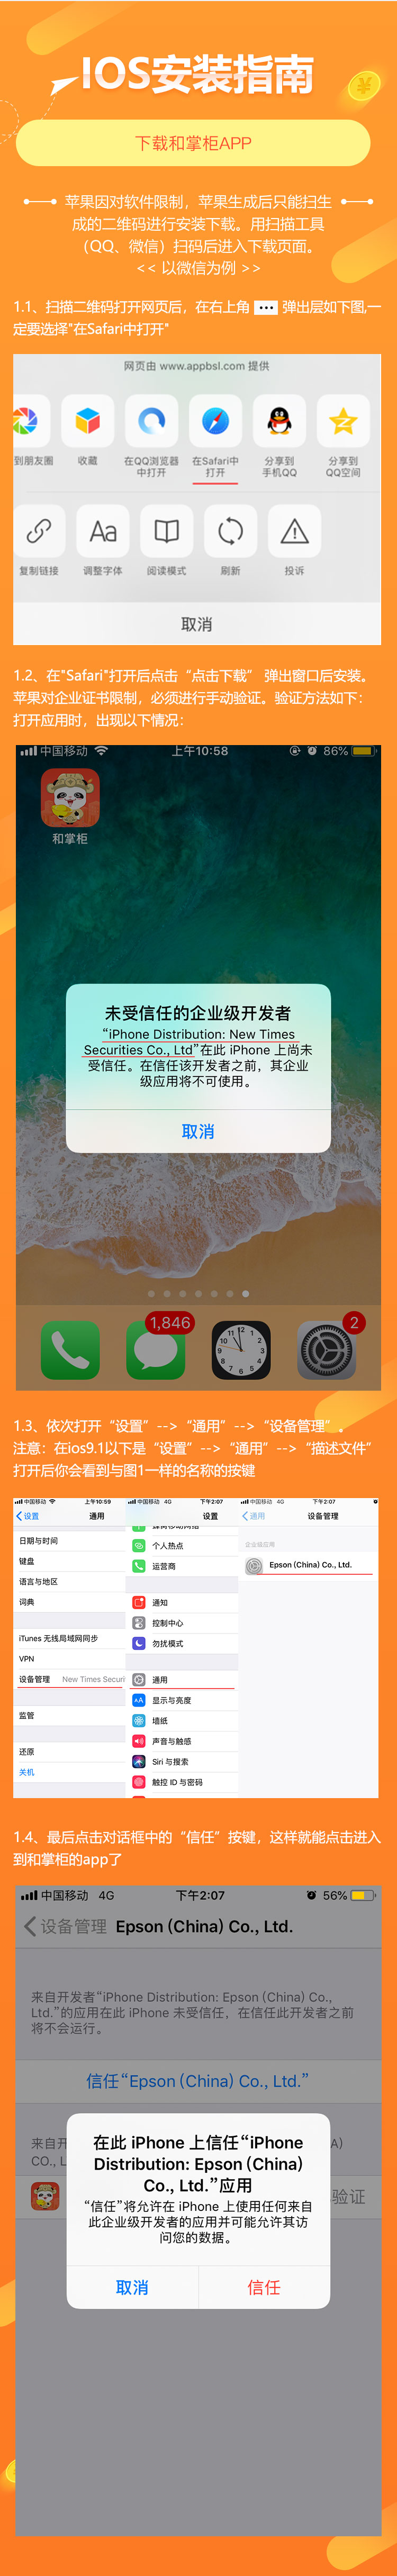 IOS安装指南
下载和掌柜APP
苹果因对软件限制，苹果生成后只能扫生
成的二维码进行安装下载。用扫描工具
（QQ、微信）扫码后进入下载页面。
<< 以微信为例 >>
1.1、扫描二维码打开网页后，在右上角 ••• 弹出层如下图,一
定要选择"在Safari中打开"
网页由 www.appbsl.com 提供
到朋友圈 收藏 在QQ浏览器 在Safari中 分享到 分享到
中打开 打开 手机QQ QQ空间
复制链接 调整字体 阅读模式 刷新 投诉
取消
1.2、在"Safari"打开后点击“点击下载” 弹出窗口后安装。
苹果对企业证书限制，必须进行手动验证。验证方法如下：
打开应用时，出现以下情况：
中国移动 上午10:58 86%
和掌柜
未受信任的企业级开发者
“iPhone Distribution: New Times
Securities Co., Ltd”在此 iPhone 上尚未
受信任。在信任该开发者之前，其企业
级应用将不可使用。
取消
1,846 2
1.3、依次打开“设置” --> “通用” --> “设备管理” 。
注意：在ios9.1以下是“设置” --> “通用” --> “描述文件”
打开后你会看到与图1一样的名称的按键
中国移动 上午10:59
设置 通用
日期与时间
键盘
语言与地区
词典
iTunes 无线局域网同步
VPN
设备管理 New Times Securi
监管
还原
关机
中国移动 4G 下午2:07
设置
个人热点
运营商
通知
控制中心
勿扰模式
通用
AA 显示与亮度
墙纸
声音与触感
Siri 与搜索
触控 ID 与密码
中国移动 4G 下午2:07
通用 设备管理
企业级应用
Epson (China) Co., Ltd.
1.4、最后点击对话框中的“信任”按键，这样就能点击进入
到和掌柜的app了
中国移动 4G 下午2:07 56%
设备管理 Epson (China) Co., Ltd.
来自开发者“iPhone Distribution: Epson (China) Co.,
Ltd.”的应用在此 iPhone 未受信任，在信任此开发者之前
将不会运行。
信任“Epson (China) Co., Ltd.”
来自开 A)
CO., L
验证
在此 iPhone 上信任“iPhone
Distribution: Epson (China)
Co., Ltd.”应用
“信任”将允许在 iPhone 上使用任何来自
此企业级开发者的应用并可能允许其访
问您的数据。
取消 信任